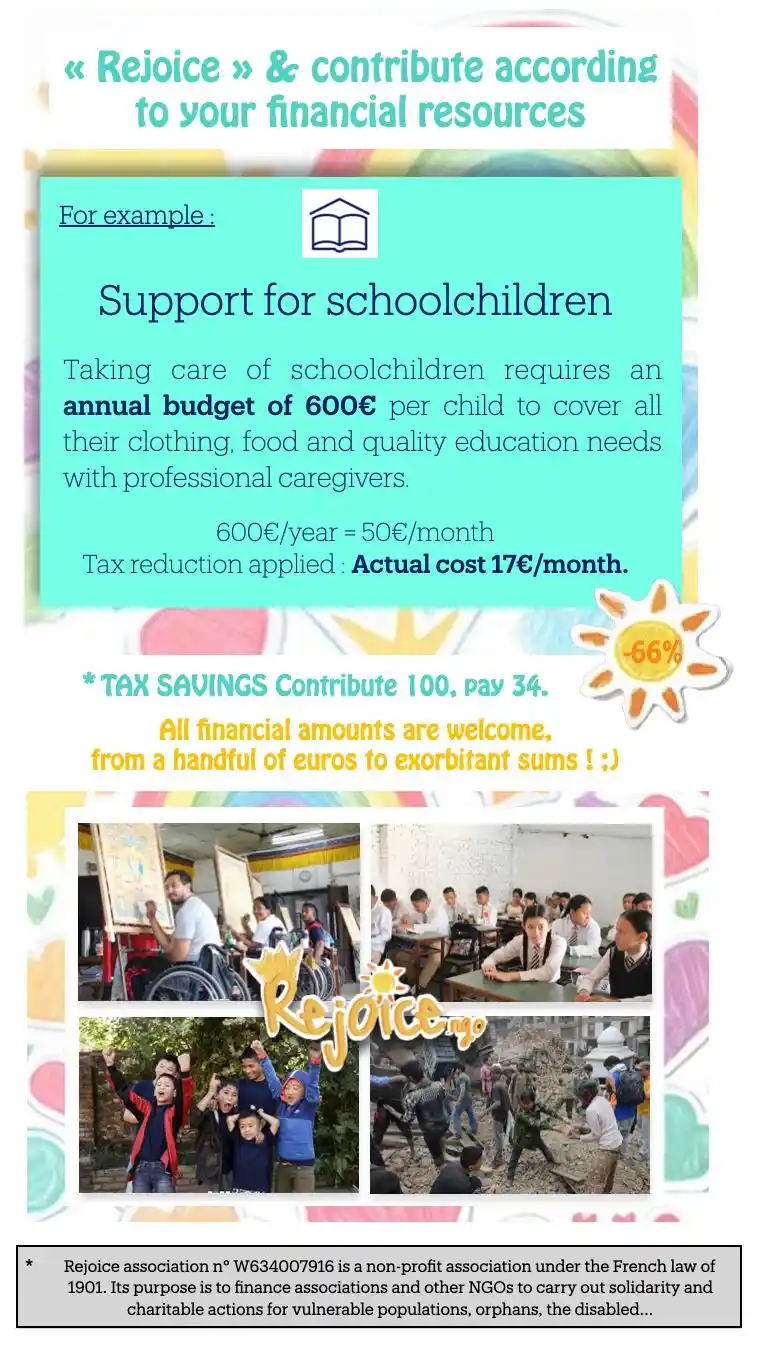 « Rejoice » & contribute according
to your financial resources
For example :
Support for schoolchildren
Taking care of schoolchildren requires an
annual budget of 600€ per child to cover all
their clothing, food and quality education needs
with professional caregivers.
600€/year = 50€/month
Tax reduction applied : Actual cost 17€/month.
-66%
* TAX SAVINGS Contribute 100, pay 34.
All financial amounts are welcome,
from a handful of euros to exorbitant sums ! ;)
Rejoice.ngo
* Rejoice association n° W634007916 is a non-profit association under the French law of
1901. Its purpose is to finance associations and other NGOs to carry out solidarity and
charitable actions for vulnerable populations, orphans, the disabled...